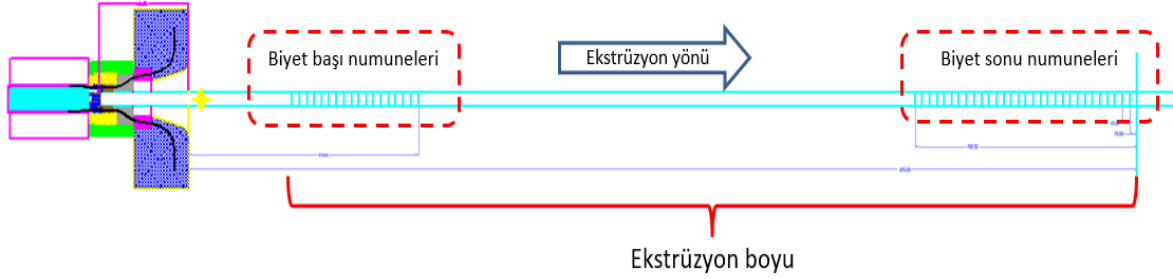 Biyet başı numuneleri
Ekstrüzyon yönü
Biyet sonu numuneleri
Ekstrüzyon boyu